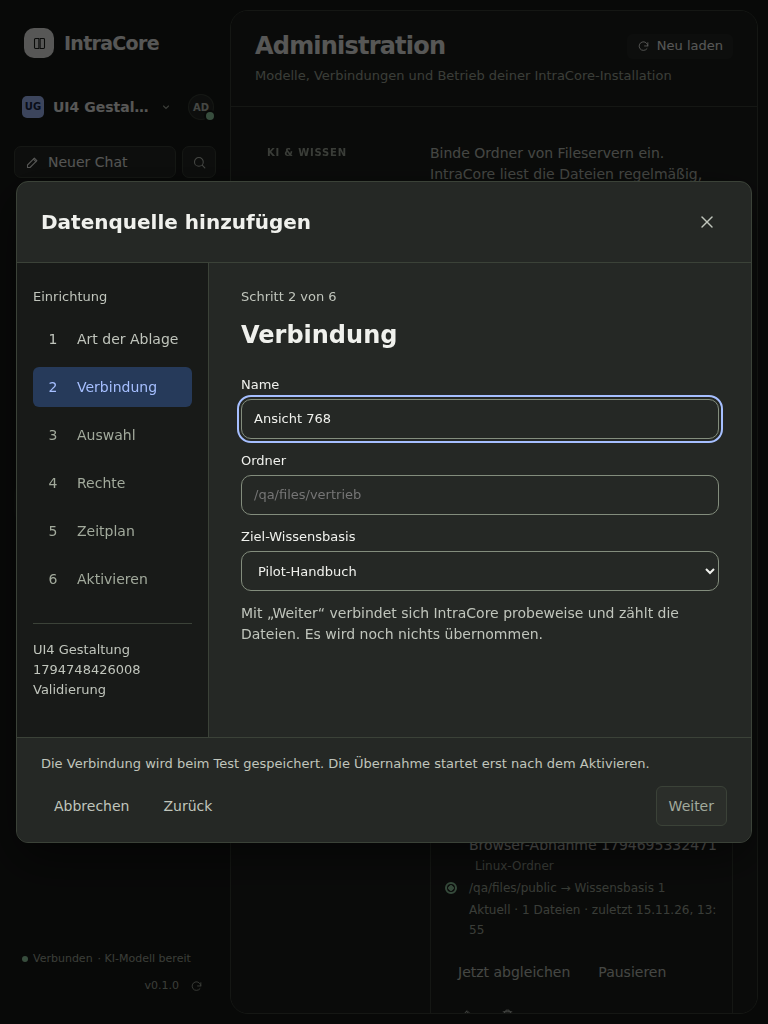 IntraCore
UG UI4 Gestal... AD
Neuer Chat
Administration
Neu laden
Modelle, Verbindungen und Betrieb deiner IntraCore-Installation
KI & WISSEN
Binde Ordner von Fileservern ein.
IntraCore liest die Dateien regelmäßig,
Datenquelle hinzufügen
Einrichtung
1 Art der Ablage
2 Verbindung
3 Auswahl
4 Rechte
5 Zeitplan
6 Aktivieren
UI4 Gestaltung
1794748426008
Validierung
Schritt 2 von 6
Verbindung
Name
Ansicht 768
Ordner
/qa/files/vertrieb
Ziel-Wissensbasis
Pilot-Handbuch
Mit „Weiter“ verbindet sich IntraCore probeweise und zählt die
Dateien. Es wird noch nichts übernommen.
Die Verbindung wird beim Test gespeichert. Die Übernahme startet erst nach dem Aktivieren.
Abbrechen Zurück Weiter
Browser-Abnahme 1794695332471
Linux-Ordner
/qa/files/public → Wissensbasis 1
Aktuell · 1 Dateien · zuletzt 15.11.26, 13:
55
Jetzt abgleichen Pausieren
Verbunden · KI-Modell bereit
v0.1.0